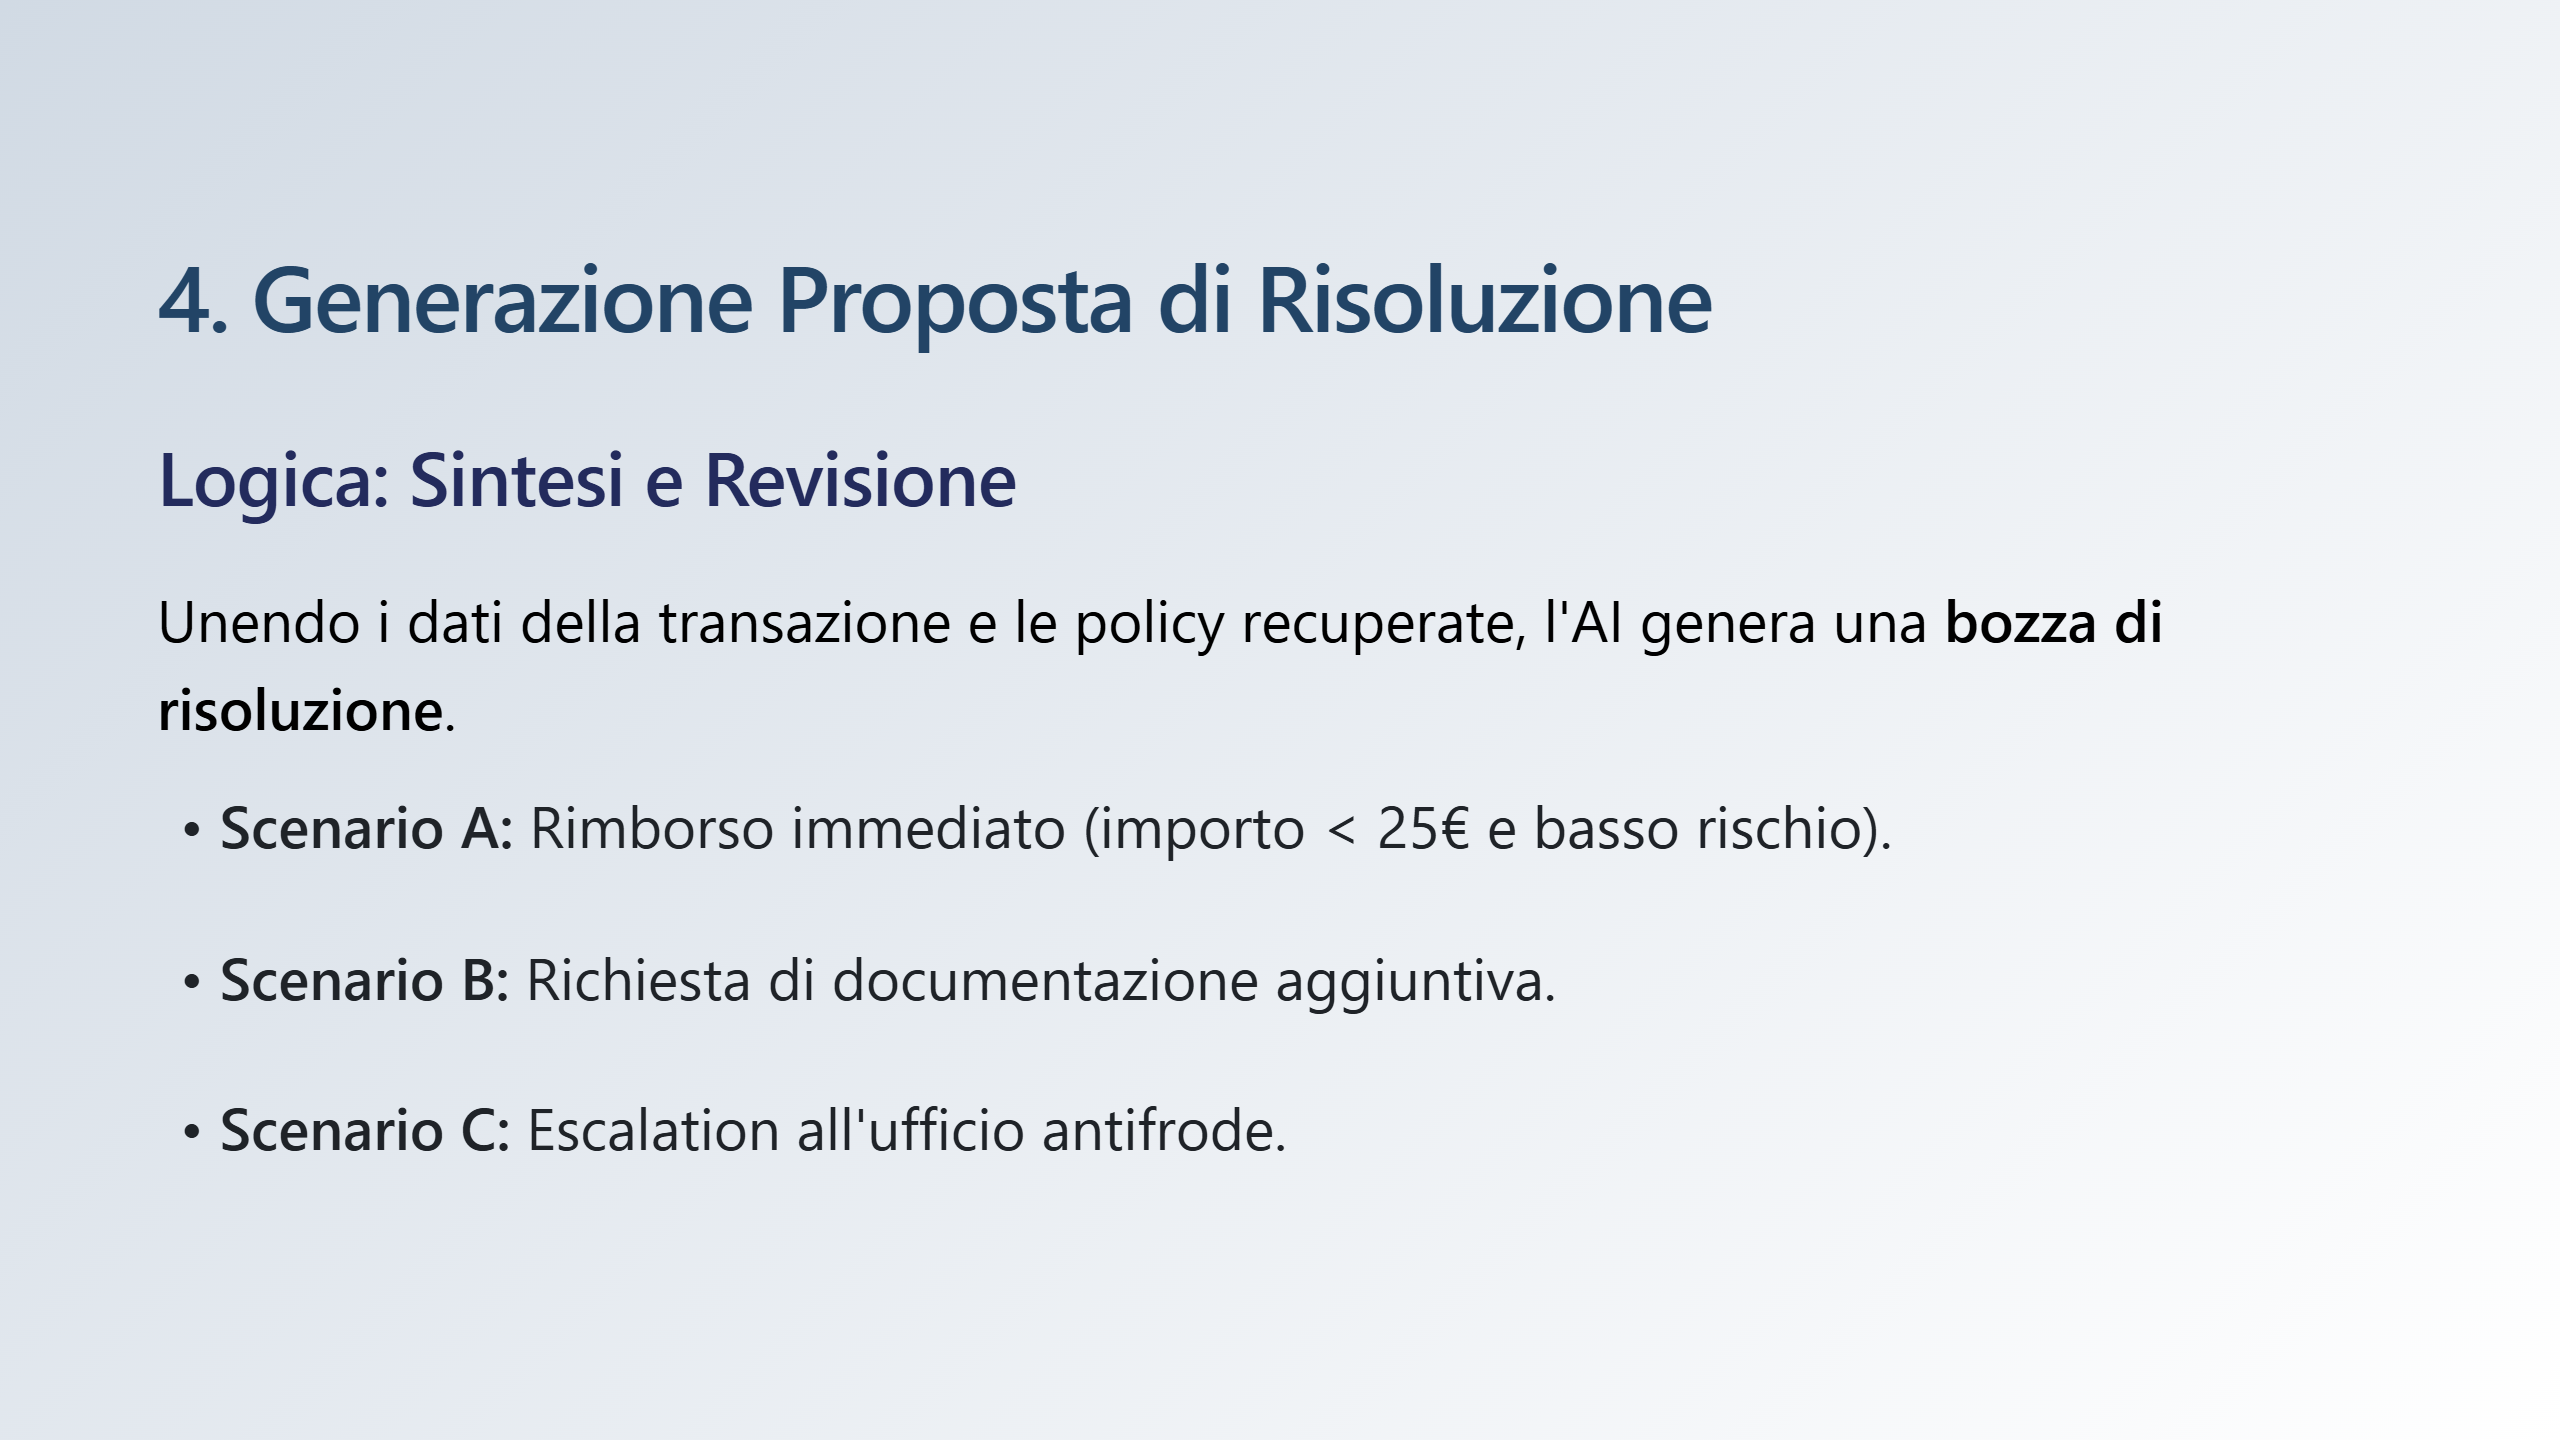 4. Generazione Proposta di Risoluzione
Logica: Sintesi e Revisione
Unendo i dati della transazione e le policy recuperate, l'AI genera una bozza di
risoluzione.
• Scenario A: Rimborso immediato (importo < 25€ e basso rischio).
• Scenario B: Richiesta di documentazione aggiuntiva.
• Scenario C: Escalation all'ufficio antifrode.